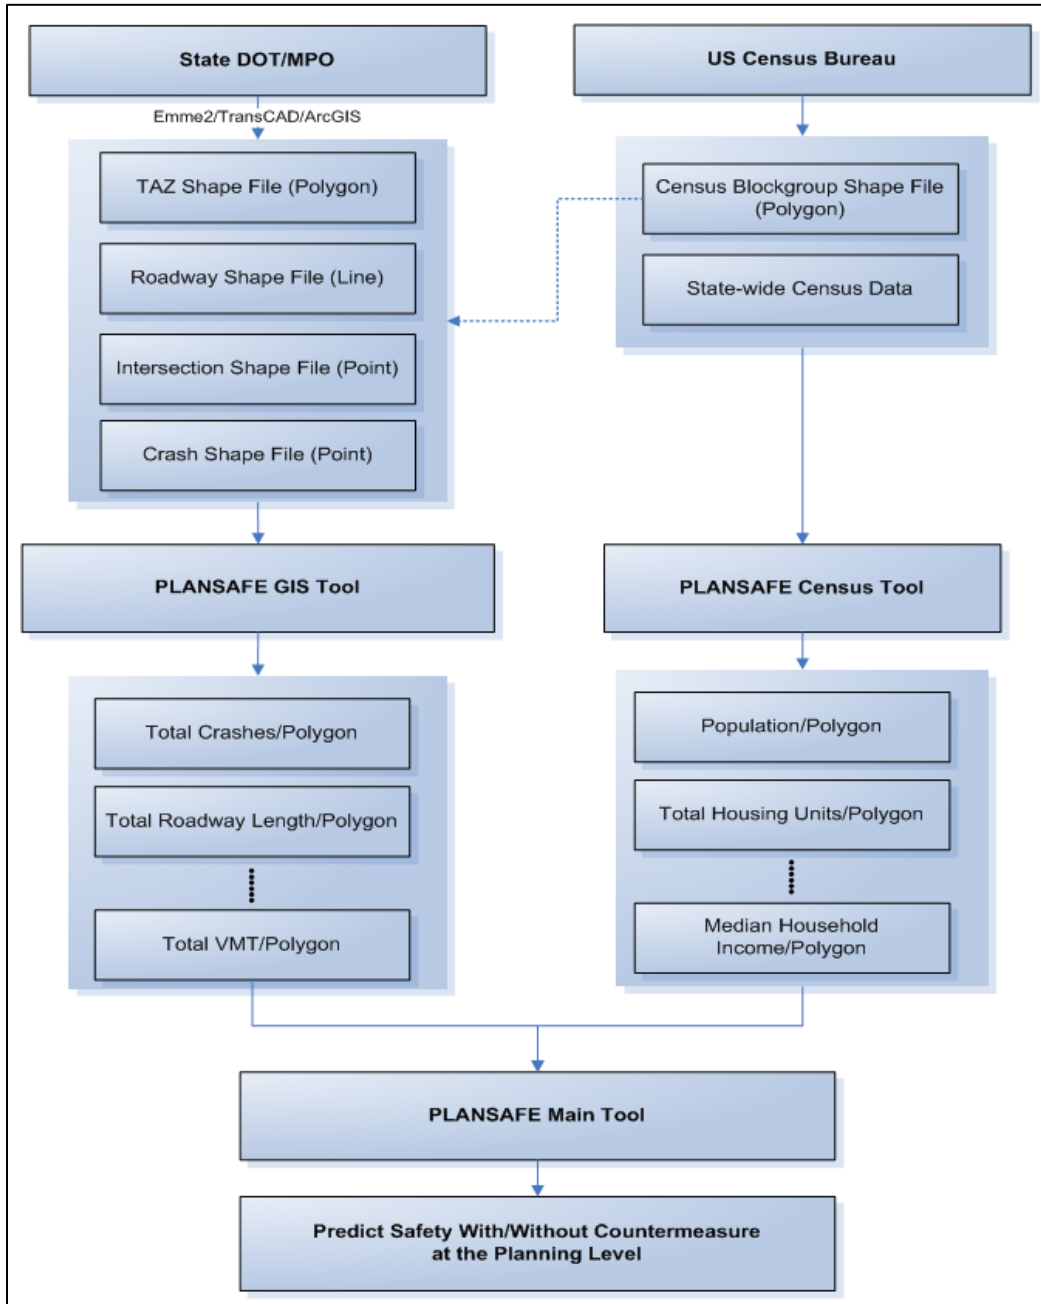 State DOT/MPO
US Census Bureau
Emme2/TransCAD/ArcGIS
TAZ Shape File (Polygon)
Roadway Shape File (Line)
Intersection Shape File (Point)
Crash Shape File (Point)
Census Blockgroup Shape File
(Polygon)
State-wide Census Data
PLANSAFE GIS Tool
PLANSAFE Census Tool
Total Crashes/Polygon
Total Roadway Length/Polygon
Total VMT/Polygon
Population/Polygon
Total Housing Units/Polygon
Median Household
Income/Polygon
PLANSAFE Main Tool
Predict Safety With/Without Countermeasure
at the Planning Level